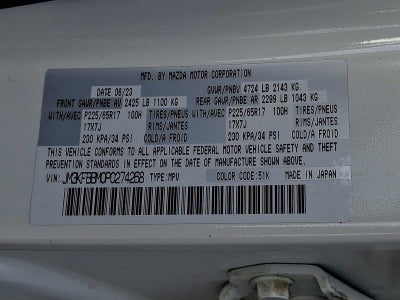 MFD. BY MAZDA MOTOR CORPORATION
DATE 08/23 GVWR/PNBV 4724 LB 2143 KG
FRONT GAWR/PNBE AV 2425 LB 1100 KG REAR GAWR/PNBE AR 2299 LB 1043 KG
WITH/AVEC P225/65R17 100H TIRES/PNEUS WITH/AVEC P225/65R17 100H TIRES/PNEUS
17X7J RIMS/JANTES 17X7J RIMS/JANTES
230 KPA/34 PSI COLD/A FROID 230 KPA/34 PSI COLD/A FROID
THIS VEHICLE CONFORMS TO ALL APPLICABLE FEDERAL MOTOR VEHICLE SAFETY AND THEFT
PREVENTION STANDARDS IN EFFECT ON THE DATE OF MANUFACTURE SHOWN ABOVE.
VIN: JM3KFBBM0P0274268 TYPE:MPV COLOR CODE:51K MADE IN JAPAN